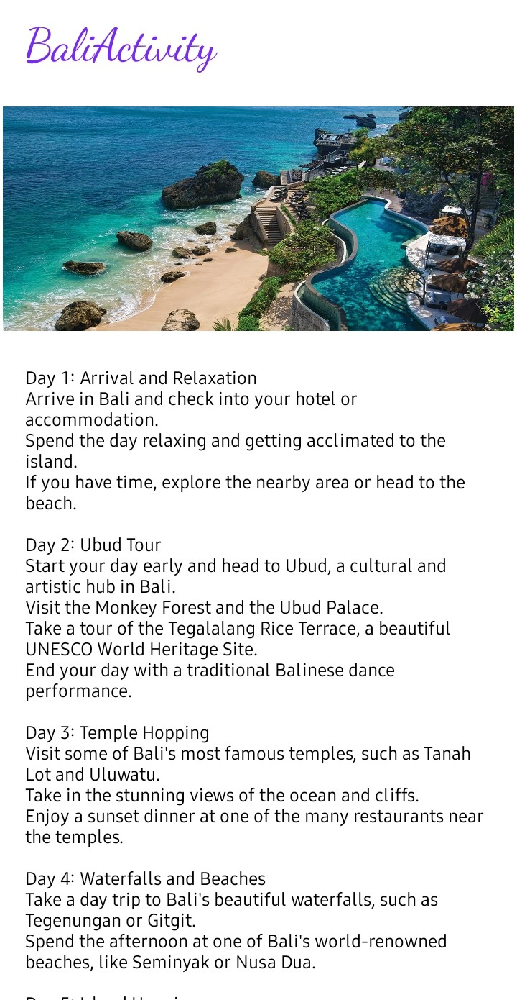 BaliActivity
Day 1: Arrival and Relaxation
Arrive in Bali and check into your hotel or
accommodation.
Spend the day relaxing and getting acclimated to the
island.
If you have time, explore the nearby area or head to the
beach.
Day 2: Ubud Tour
Start your day early and head to Ubud, a cultural and
artistic hub in Bali.
Visit the Monkey Forest and the Ubud Palace.
Take a tour of the Tegalalang Rice Terrace, a beautiful
UNESCO World Heritage Site.
End your day with a traditional Balinese dance
performance.
Day 3: Temple Hopping
Visit some of Bali's most famous temples, such as Tanah
Lot and Uluwatu.
Take in the stunning views of the ocean and cliffs.
Enjoy a sunset dinner at one of the many restaurants near
the temples.
Day 4: Waterfalls and Beaches
Take a day trip to Bali's beautiful waterfalls, such as
Tegenungan or Gitgit.
Spend the afternoon at one of Bali's world-renowned
beaches, like Seminyak or Nusa Dua.